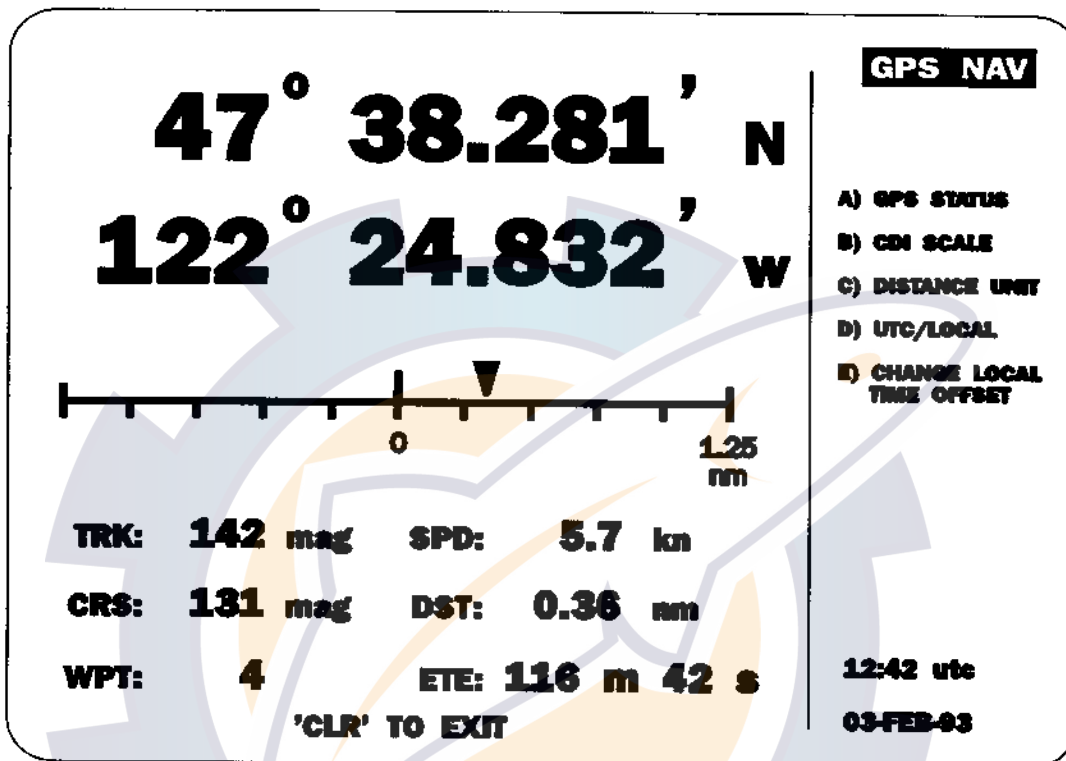 GPS NAV
47° 38.281' N
122° 24.832' W
A) GPS STATUS
B) CDI SCALE
C) DISTANCE UNIT
D) UTC/LOCAL
E) CHANGE LOCAL
TIME OFFSET
0
1.25
nm
TRK: 142 mag SPD: 5.7 kn
CRS: 131 mag DST: 0.36 nm
WPT: 4 ETE: 116 m 42 s
'CLR' TO EXIT
12:42 utc
03-FEB-93